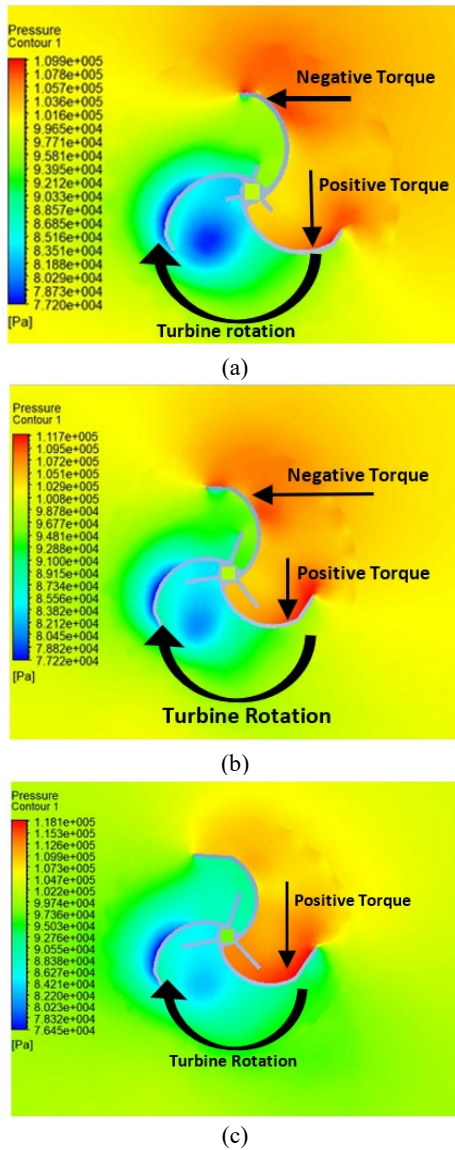 Pressure
Contour 1
1.099e+005
1.078e+005
1.057e+005
1.036e+005
1.016e+005
9.965e+004
9.771e+004
9.581e+004
9.395e+004
9.212e+004
9.033e+004
8.857e+004
8.685e+004
8.516e+004
8.351e+004
8.188e+004
8.029e+004
7.873e+004
7.720e+004
[Pa]
Negative Torque
Positive Torque
Turbine rotation
(a)
Pressure
Contour 1
1.117e+005
1.095e+005
1.072e+005
1.051e+005
1.029e+005
1.008e+005
9.878e+004
9.677e+004
9.481e+004
9.288e+004
9.100e+004
8.915e+004
8.734e+004
8.556e+004
8.382e+004
8.212e+004
8.045e+004
7.882e+004
7.722e+004
[Pa]
Negative Torque
Positive Torque
Turbine Rotation
(b)
Pressure
Contour 1
1.181e+005
1.153e+005
1.126e+005
1.099e+005
1.073e+005
1.047e+005
1.022e+005
9.974e+004
9.736e+004
9.503e+004
9.276e+004
9.055e+004
8.838e+004
8.627e+004
8.421e+004
8.220e+004
8.023e+004
7.832e+004
7.645e+004
[Pa]
Positive Torque
Turbine Rotation
(c)